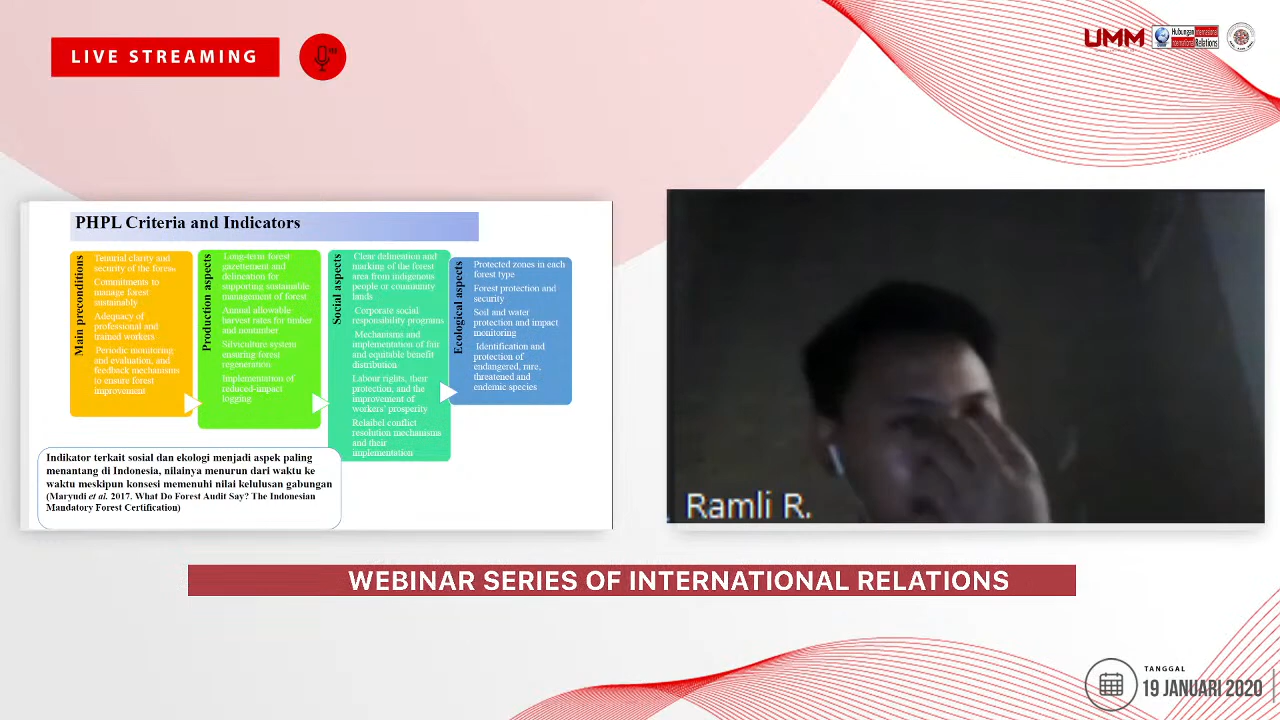 LIVE STREAMING
UMM
Hubungan Internasional
International Relations
PHPL Criteria and Indicators
Main preconditions
Tenurial clarity and
security of the forests
Commitments to
manage forest
sustainably
Adequacy of
professional and
trained workers
Periodic monitoring
and evaluation, and
feedback mechanisms
to ensure forest
improvement
Production aspects
Long-term forest
gazettement and
delineation for
supporting sustainable
management of forest
Annual allowable
harvest rates for timber
and nontimber
Silviculture system
ensuring forest
regeneration
Implementation of
reduced-impact
logging
Social aspects
Clear delineation and
marking of the forest
area from indigenous
people or community
lands
Corporate social
responsibility programs
Mechanisms and
implementation of fair
and equitable benefit
distribution
Labour rights, their
protection, and the
improvement of
workers' prosperity
Relaibel conflict
resolution mechanisms
and their
implementation
Ecological aspects
Protected zones in each
forest type
Forest protection and
security
Soil and water
protection and impact
monitoring
Identification and
protection of
endangered, rare,
threatened and
endemic species
Indikator terkait sosial dan ekologi menjadi aspek paling
menantang di Indonesia, nilainya menurun dari waktu ke
waktu meskipun konsesi memenuhi nilai kelulusan gabungan
(Maryudi et al. 2017. What Do Forest Audit Say? The Indonesian
Mandatory Forest Certification)
Ramli R.
WEBINAR SERIES OF INTERNATIONAL RELATIONS
TANGGAL
19 JANUARI 2020